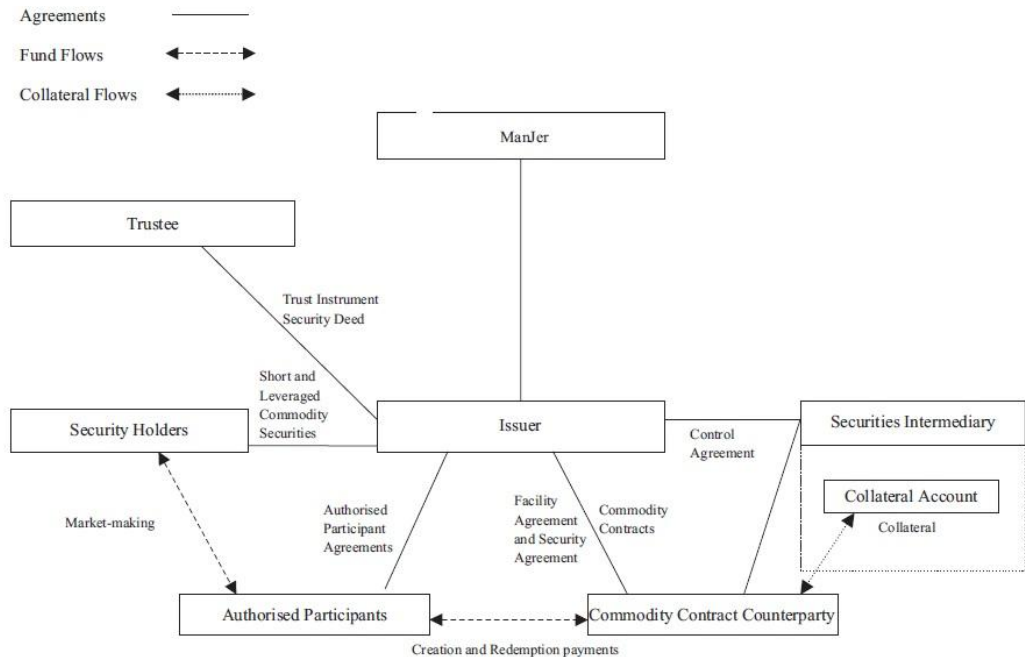 Agreements
Fund Flows
Collateral Flows
ManJer
Trustee
Trust Instrument
Security Deed
Short and
Leveraged
Commodity
Securities
Security Holders
Issuer
Securities Intermediary
Control
Agreement
Collateral Account
Collateral
Market-making
Authorised
Participant
Agreements
Facility
Agreement
and Security
Agreement
Commodity
Contracts
Authorised Participants
Commodity Contract Counterparty
Creation and Redemption payments